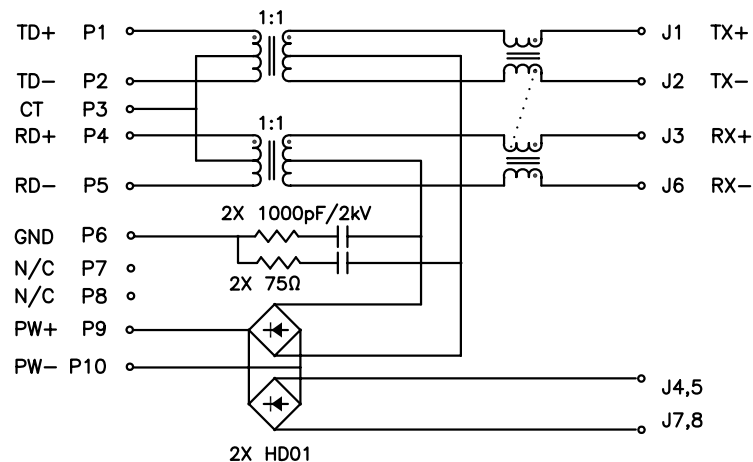 1:1
TD+ P1 J1 TX+
TD- P2 J2 TX-
CT P3
1:1
RD+ P4 J3 RX+
RD- P5 J6 RX-
2X 1000pF/2kV
GND P6
N/C P7
2X 75Ω
N/C P8
PW+ P9
PW- P10
J4,5
J7,8
2X HD01